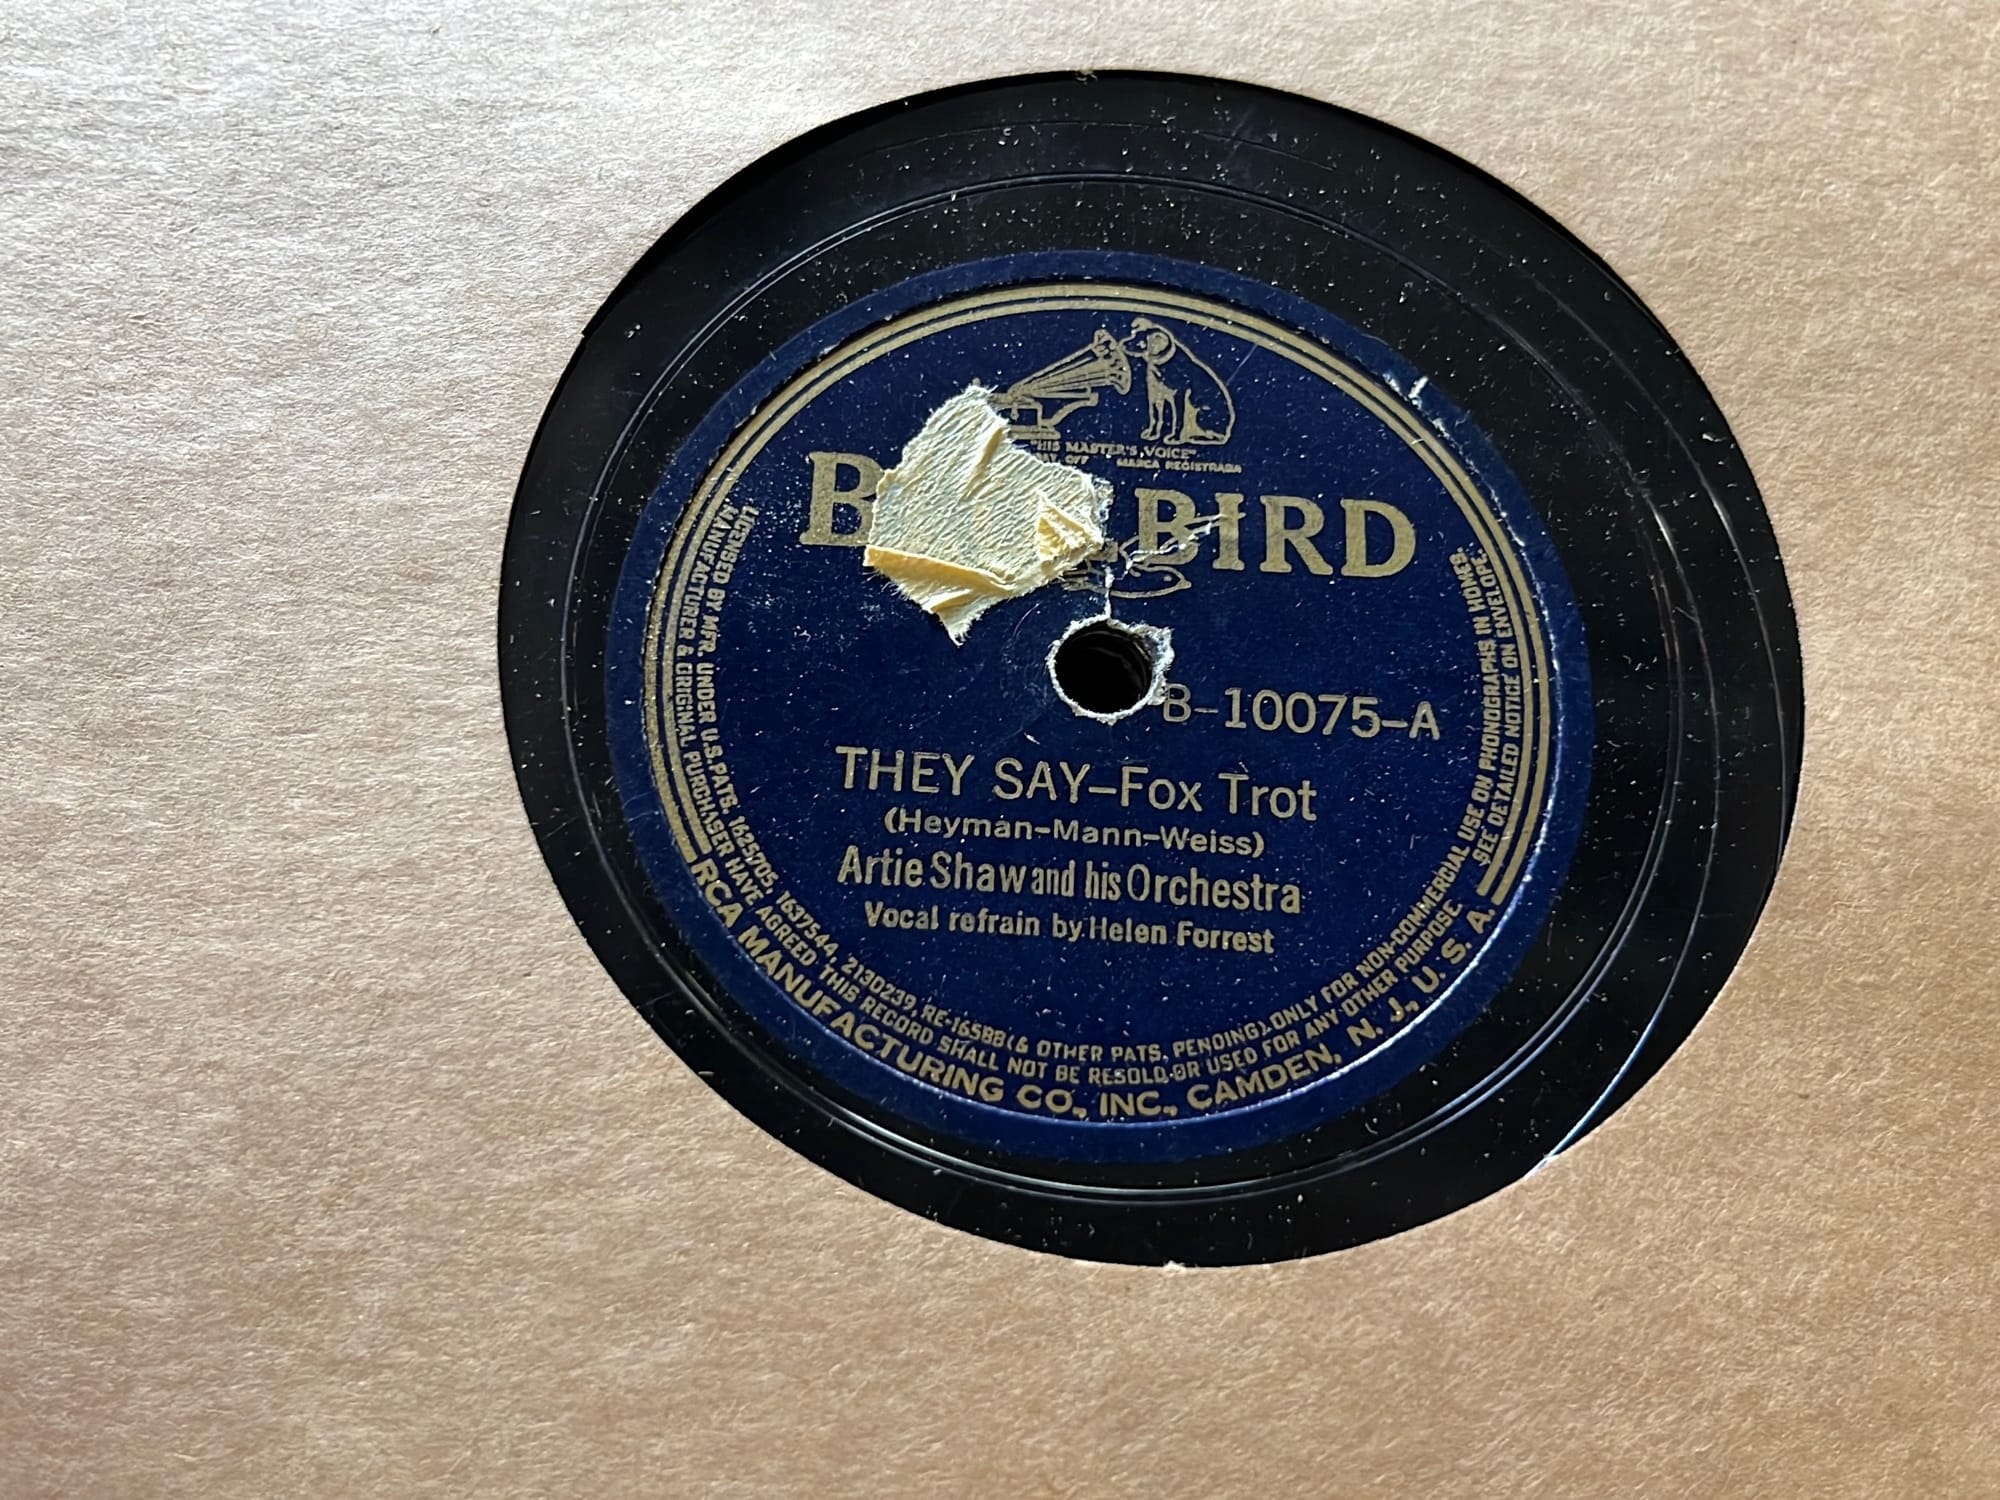 "HIS MASTER'S VOICE"
OFF MARCA REGISTRADA
BIRD
B-10075-A
THEY SAY-Fox Trot
(Heyman-Mann-Weiss)
Artie Shaw and his Orchestra
Vocal refrain by Helen Forrest
LICENSED BY MFR. UNDER U.S. PATS. 1625705, 1637544, 2130239, RE-16588 (& OTHER PATS. PENDING) ONLY FOR NON-COMMERCIAL USE ON PHONOGRAPHS IN HOMES.
MANUFACTURER & ORIGINAL PURCHASER HAVE AGREED THIS RECORD SHALL NOT BE RESOLD OR USED FOR ANY OTHER PURPOSE. SEE DETAILED NOTICE ON ENVELOPE.
RCA MANUFACTURING CO., INC., CAMDEN, N. J., U. S. A.